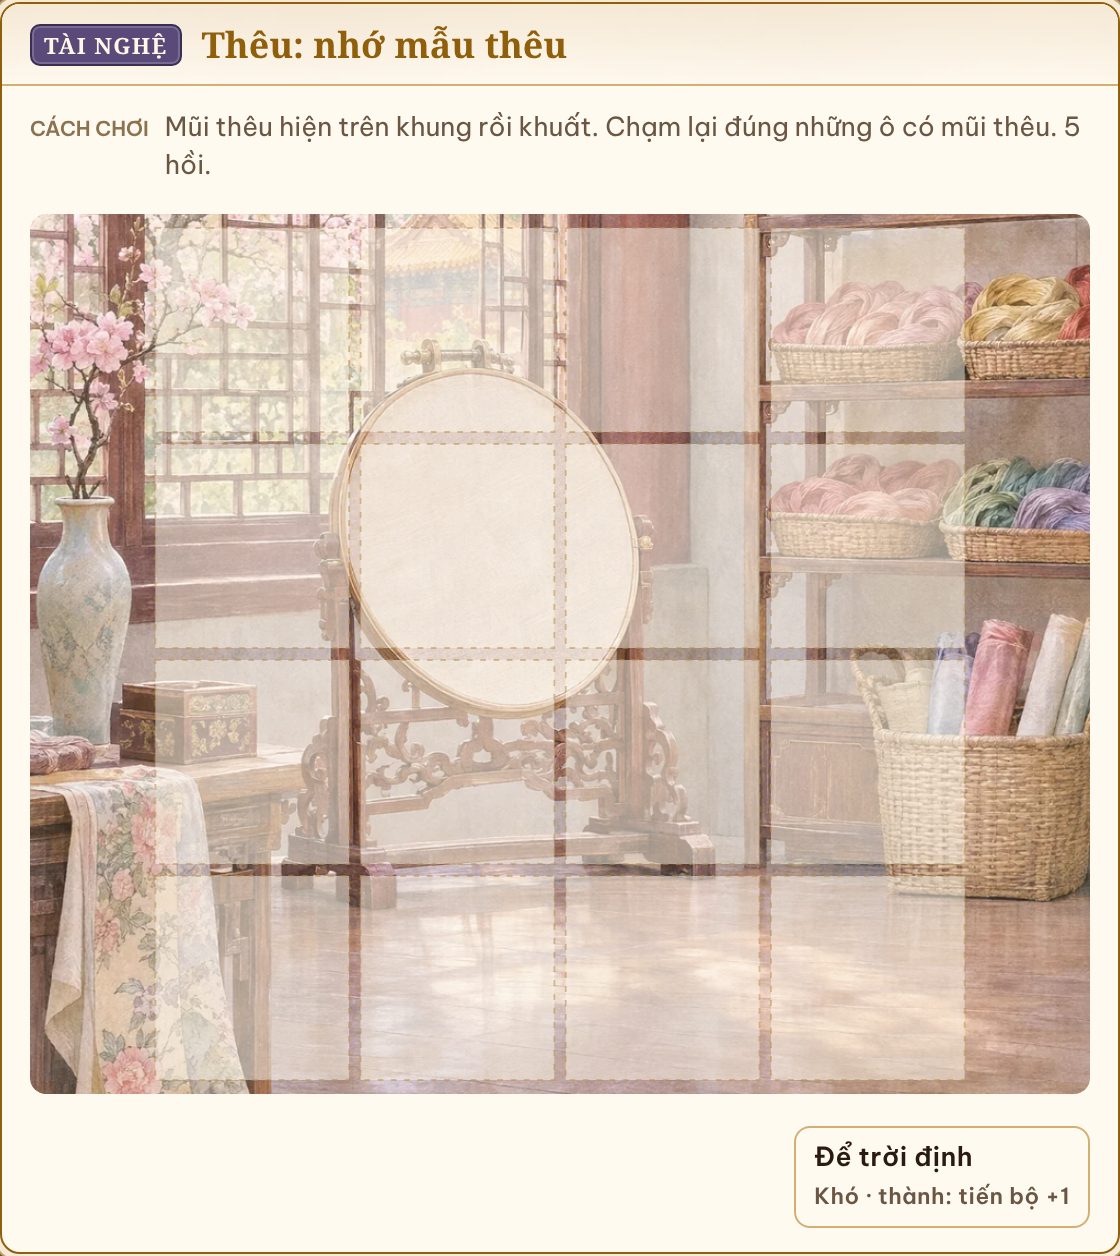 TÀI NGHỆ Thêu: nhớ mẫu thêu
CÁCH CHƠI Mũi thêu hiện trên khung rồi khuất. Chạm lại đúng những ô có mũi thêu. 5
hồi.
Để trời định
Khó · thành: tiến bộ +1